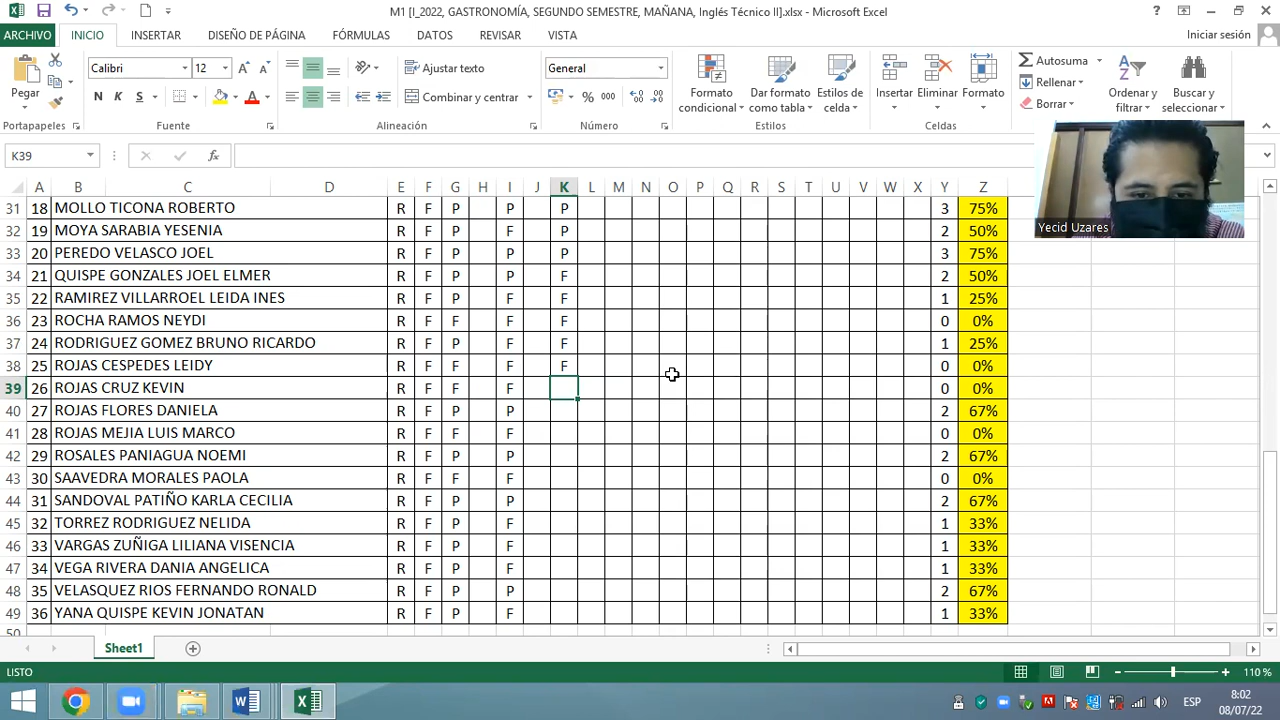 M1 [I_2022, GASTRONOMÍA, SEGUNDO SEMESTRE, MAÑANA, Inglés Técnico II].xlsx - Microsoft Excel
ARCHIVO INICIO INSERTAR DISEÑO DE PÁGINA FÓRMULAS DATOS REVISAR VISTA Iniciar sesión
Pegar
Calibri 12
N K S
Ajustar texto
Combinar y centrar
General
% 000
Formato condicional
Dar formato como tabla
Estilos de celda
Insertar Eliminar Formato
Autosuma
Rellenar
Borrar
Ordenar y filtrar
Buscar y seleccionar
Portapapeles Fuente Alineación Número Estilos Celdas
Yecid Uzares
K39
A B C D E F G H I J K L M N O P Q R S T U V W X Y Z
31 18 MOLLO TICONA ROBERTO R F P P P 3 75%
32 19 MOYA SARABIA YESENIA R F P F P 2 50%
33 20 PEREDO VELASCO JOEL R F P P P 3 75%
34 21 QUISPE GONZALES JOEL ELMER R F P P F 2 50%
35 22 RAMIREZ VILLARROEL LEIDA INES R F P F F 1 25%
36 23 ROCHA RAMOS NEYDI R F F F F 0 0%
37 24 RODRIGUEZ GOMEZ BRUNO RICARDO R F P F F 1 25%
38 25 ROJAS CESPEDES LEIDY R F F F F 0 0%
39 26 ROJAS CRUZ KEVIN R F F F 0 0%
40 27 ROJAS FLORES DANIELA R F P P 2 67%
41 28 ROJAS MEJIA LUIS MARCO R F F F 0 0%
42 29 ROSALES PANIAGUA NOEMI R F P P 2 67%
43 30 SAAVEDRA MORALES PAOLA R F F F 0 0%
44 31 SANDOVAL PATIÑO KARLA CECILIA R F P P 2 67%
45 32 TORREZ RODRIGUEZ NELIDA R F P F 1 33%
46 33 VARGAS ZUÑIGA LILIANA VISENCIA R F P F 1 33%
47 34 VEGA RIVERA DANIA ANGELICA R F P F 1 33%
48 35 VELASQUEZ RIOS FERNANDO RONALD R F P P 2 67%
49 36 YANA QUISPE KEVIN JONATAN R F P F 1 33%
50
Sheet1
LISTO 110 %
ESP
8:02
08/07/22